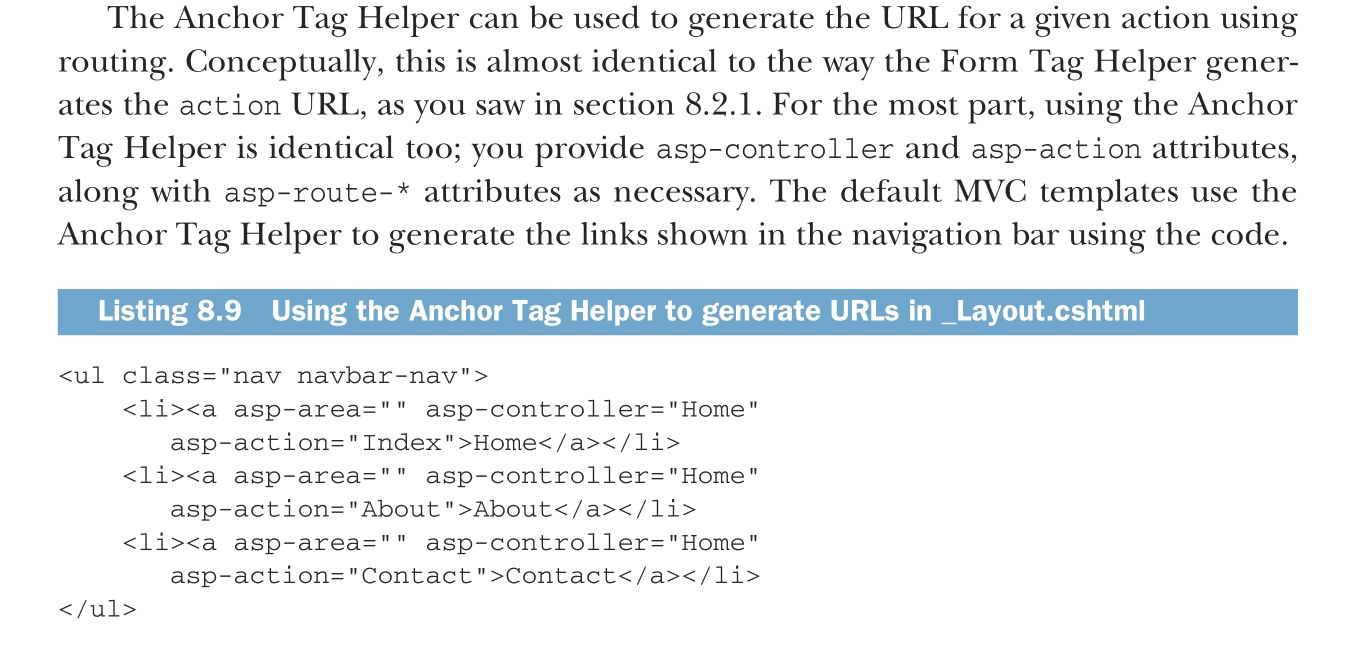 The Anchor Tag Helper can be used to generate the URL for a given action using
routing. Conceptually, this is almost identical to the way the Form Tag Helper gener-
ates the action URL, as you saw in section 8.2.1. For the most part, using the Anchor
Tag Helper is identical too; you provide asp-controller and asp-action attributes,
along with asp-route-* attributes as necessary. The default MVC templates use the
Anchor Tag Helper to generate the links shown in the navigation bar using the code.
Listing 8.9 Using the Anchor Tag Helper to generate URLs in _Layout.cshtml
<ul class="nav navbar-nav">
    <li><a asp-area="" asp-controller="Home"
       asp-action="Index">Home</a></li>
    <li><a asp-area="" asp-controller="Home"
       asp-action="About">About</a></li>
    <li><a asp-area="" asp-controller="Home"
       asp-action="Contact">Contact</a></li>
</ul>